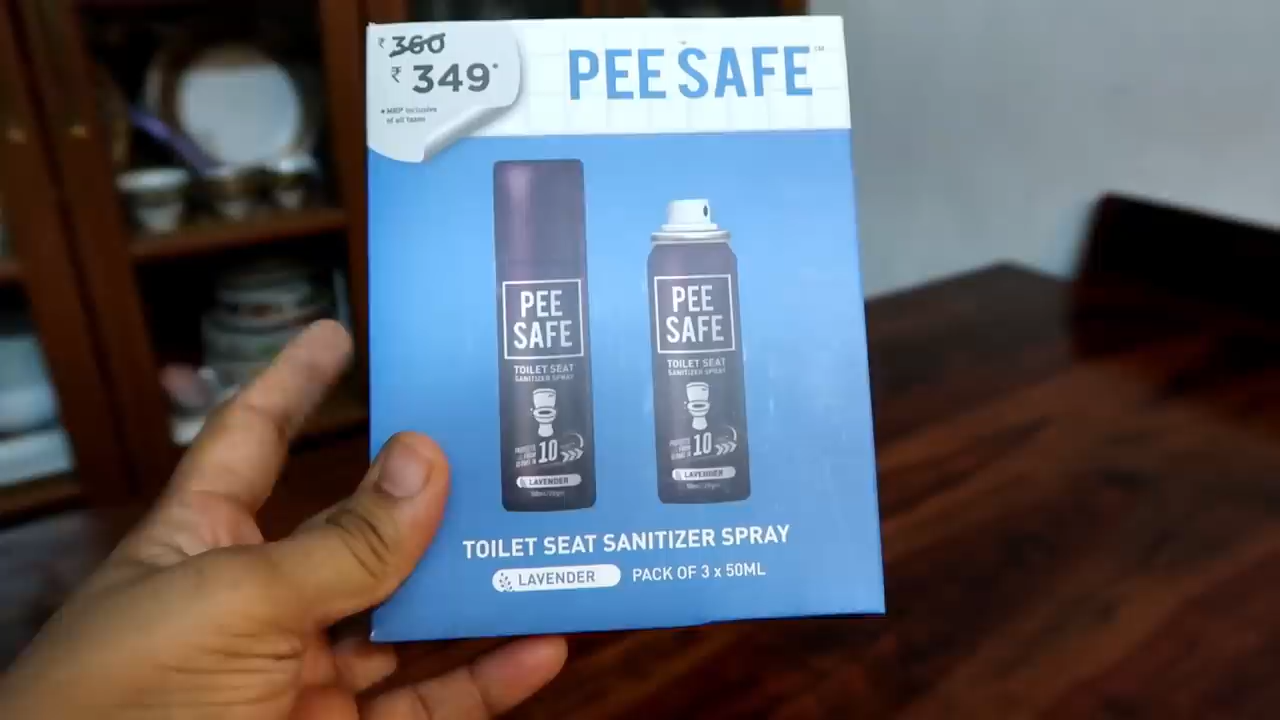 ₹ 360
₹ 349*
* MRP inclusive
of all taxes
PEE SAFE™
PEE
SAFE
TOILET SEAT
SANITIZER SPRAY
10
LAVENDER
PEE
SAFE
TOILET SEAT
SANITIZER SPRAY
10
LAVENDER
TOILET SEAT SANITIZER SPRAY
LAVENDER PACK OF 3 x 50ML